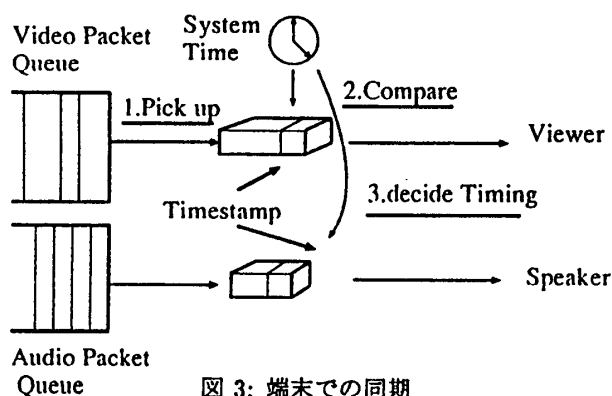 Video Packet
Queue
System
Time
1.Pick up
2.Compare
Viewer
Timestamp
3.decide Timing
Speaker
Audio Packet
Queue
図 3: 端末での同期